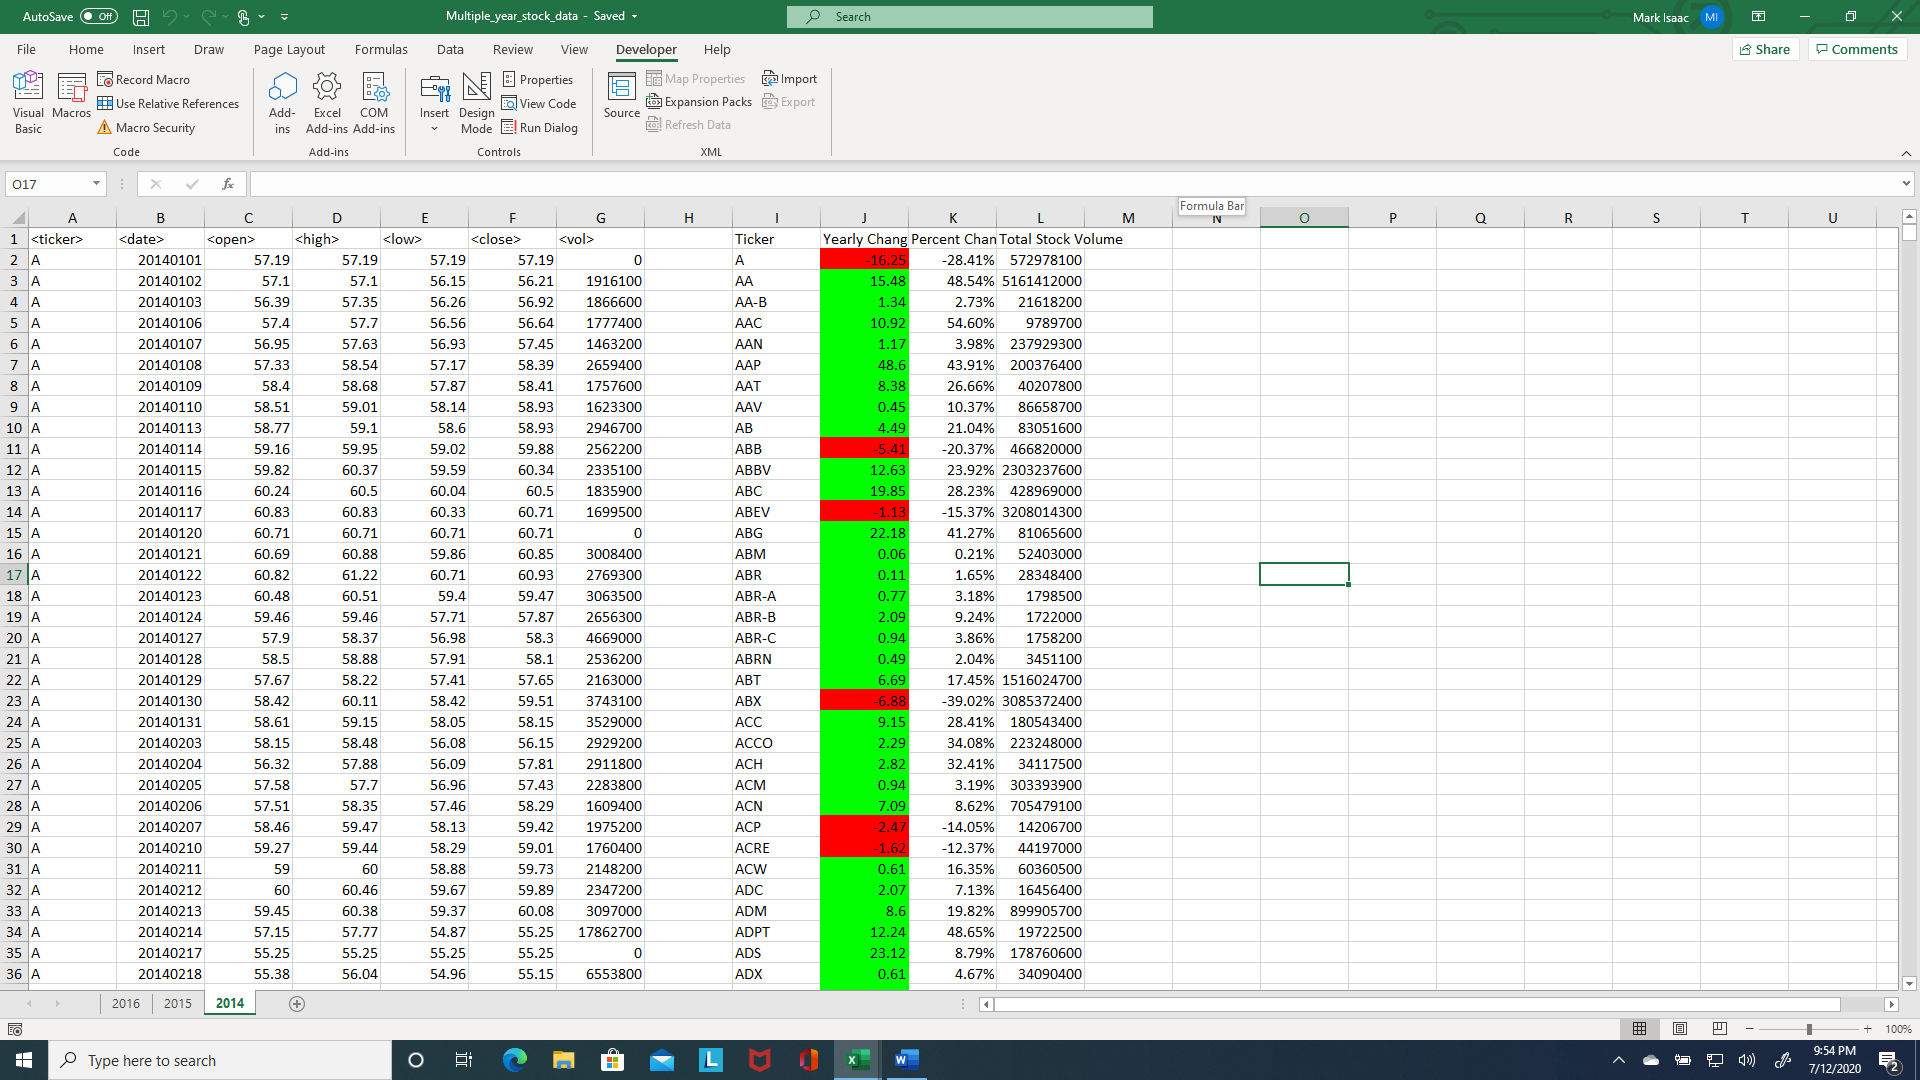 AutoSave Off Multiple_year_stock_data - Saved Search Mark Isaac MI
File Home Insert Draw Page Layout Formulas Data Review View Developer Help Share Comments
Visual Basic Macros Record Macro Use Relative References Macro Security Code
Add-ins Excel Add-ins COM Add-ins Add-ins
Insert Design Mode Properties View Code Run Dialog Controls
Source Map Properties Expansion Packs Refresh Data Import Export XML
O17 fx
Formula Bar
A B C D E F G H I J K L M N O P Q R S T U
1 <ticker> <date> <open> <high> <low> <close> <vol> Ticker Yearly Chang Percent Chan Total Stock Volume
2 A 20140101 57.19 57.19 57.19 57.19 0 A -16.25 -28.41% 572978100
3 A 20140102 57.1 57.1 56.15 56.21 1916100 AA 15.48 48.54% 5161412000
4 A 20140103 56.39 57.35 56.26 56.92 1866600 AA-B 1.34 2.73% 21618200
5 A 20140106 57.4 57.7 56.56 56.64 1777400 AAC 10.92 54.60% 9789700
6 A 20140107 56.95 57.63 56.93 57.45 1463200 AAN 1.17 3.98% 237929300
7 A 20140108 57.33 58.54 57.17 58.39 2659400 AAP 48.6 43.91% 200376400
8 A 20140109 58.4 58.68 57.87 58.41 1757600 AAT 8.38 26.66% 40207800
9 A 20140110 58.51 59.01 58.14 58.93 1623300 AAV 0.45 10.37% 86658700
10 A 20140113 58.77 59.1 58.6 58.93 2946700 AB 4.49 21.04% 83051600
11 A 20140114 59.16 59.95 59.02 59.88 2562200 ABB -5.41 -20.37% 466820000
12 A 20140115 59.82 60.37 59.59 60.34 2335100 ABBV 12.63 23.92% 2303237600
13 A 20140116 60.24 60.5 60.04 60.5 1835900 ABC 19.85 28.23% 428969000
14 A 20140117 60.83 60.83 60.33 60.71 1699500 ABEV -1.13 -15.37% 3208014300
15 A 20140120 60.71 60.71 60.71 60.71 0 ABG 22.18 41.27% 81065600
16 A 20140121 60.69 60.88 59.86 60.85 3008400 ABM 0.06 0.21% 52403000
17 A 20140122 60.82 61.22 60.71 60.93 2769300 ABR 0.11 1.65% 28348400
18 A 20140123 60.48 60.51 59.4 59.47 3063500 ABR-A 0.77 3.18% 1798500
19 A 20140124 59.46 59.46 57.71 57.87 2656300 ABR-B 2.09 9.24% 1722000
20 A 20140127 57.9 58.37 56.98 58.3 4669000 ABR-C 0.94 3.86% 1758200
21 A 20140128 58.5 58.88 57.91 58.1 2536200 ABRN 0.49 2.04% 3451100
22 A 20140129 57.67 58.22 57.41 57.65 2163000 ABT 6.69 17.45% 1516024700
23 A 20140130 58.42 60.11 58.42 59.51 3743100 ABX -6.88 -39.02% 3085372400
24 A 20140131 58.61 59.15 58.05 58.15 3529000 ACC 9.15 28.41% 180543400
25 A 20140203 58.15 58.48 56.08 56.15 2929200 ACCO 2.29 34.08% 223248000
26 A 20140204 56.32 57.88 56.09 57.81 2911800 ACH 2.82 32.41% 34117500
27 A 20140205 57.58 57.7 56.96 57.43 2283800 ACM 0.94 3.19% 303393900
28 A 20140206 57.51 58.35 57.46 58.29 1609400 ACN 7.09 8.62% 705479100
29 A 20140207 58.46 59.47 58.13 59.42 1975200 ACP -2.47 -14.05% 14206700
30 A 20140210 59.27 59.44 58.29 59.01 1760400 ACRE -1.62 -12.37% 44197000
31 A 20140211 59 60 58.88 59.73 2148200 ACW 0.61 16.35% 60360500
32 A 20140212 60 60.46 59.67 59.89 2347200 ADC 2.07 7.13% 16456400
33 A 20140213 59.45 60.38 59.37 60.08 3097000 ADM 8.6 19.82% 899905700
34 A 20140214 57.15 57.77 54.87 55.25 17862700 ADPT 12.24 48.65% 19722500
35 A 20140217 55.25 55.25 55.25 55.25 0 ADS 23.12 8.79% 178760600
36 A 20140218 55.38 56.04 54.96 55.15 6553800 ADX 0.61 4.67% 34090400
2016 2015 2014
100%
Type here to search
9:54 PM
7/12/2020
2